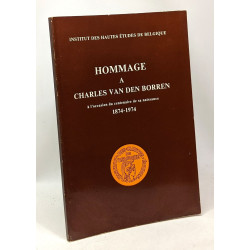 INSTITUT DES HAUTES ÉTUDES DE BELGIQUE
HOMMAGE
A
CHARLES VAN DEN BORREN
à l'occasion du centenaire de sa naissance
1874-1974